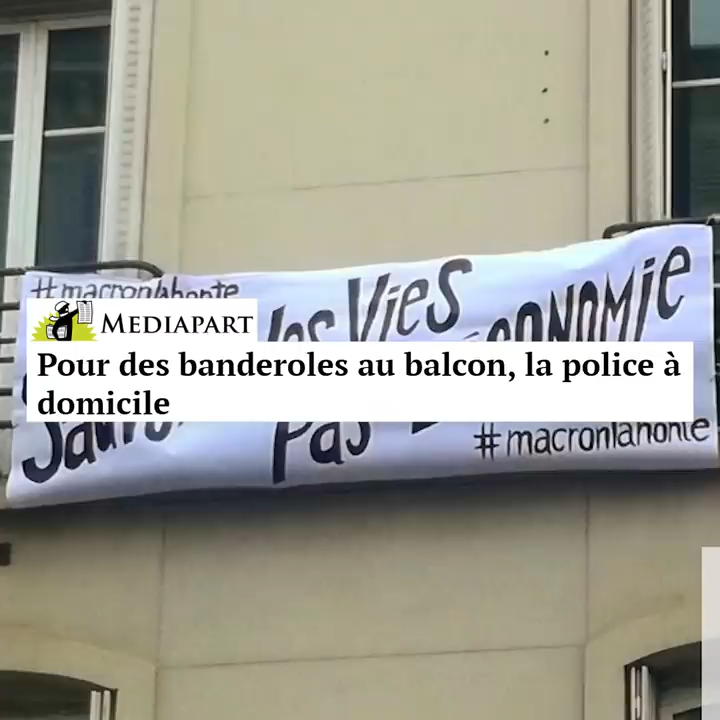 #macronlahonte
les Vies
MEDIAPART
Pour des banderoles au balcon, la police à
domicile
Pas
#macronlahonte